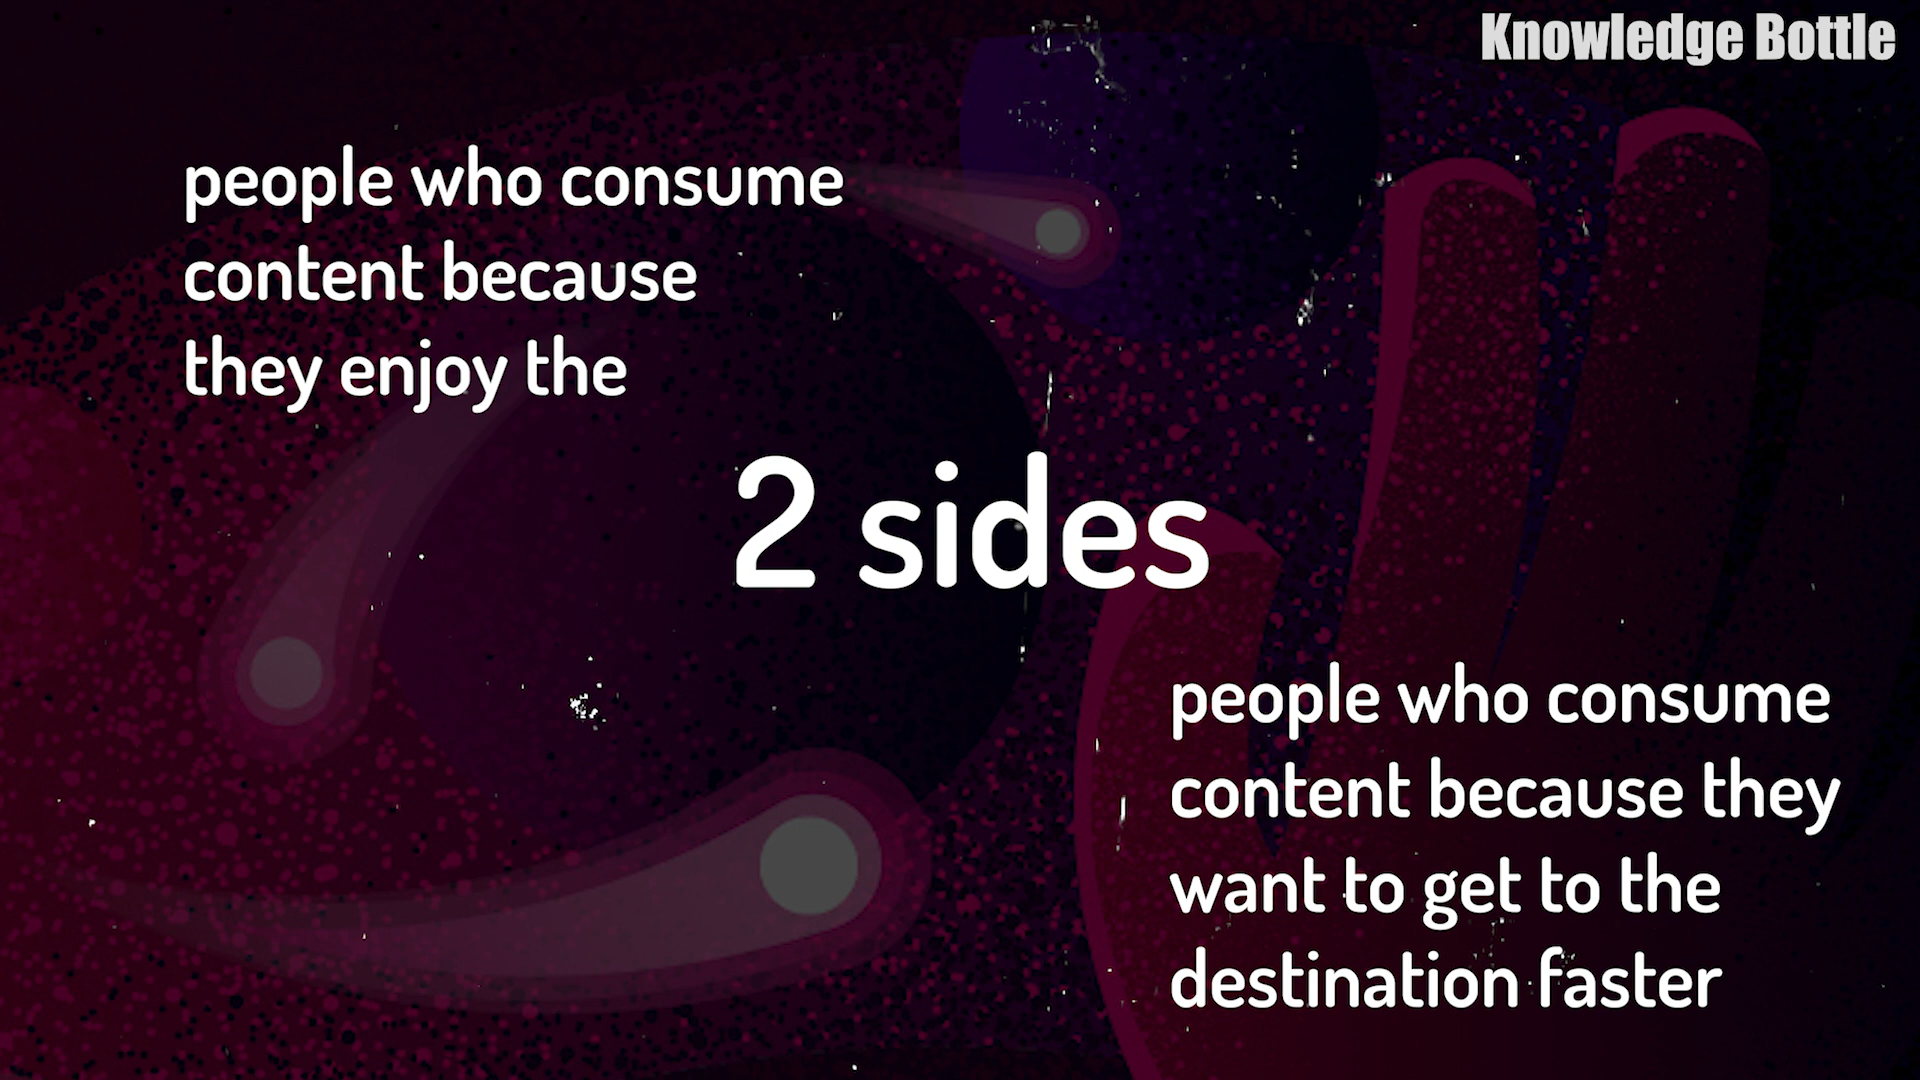 Knowledge Bottle
people who consume
content because
they enjoy the
2 sides
people who consume
content because they
want to get to the
destination faster